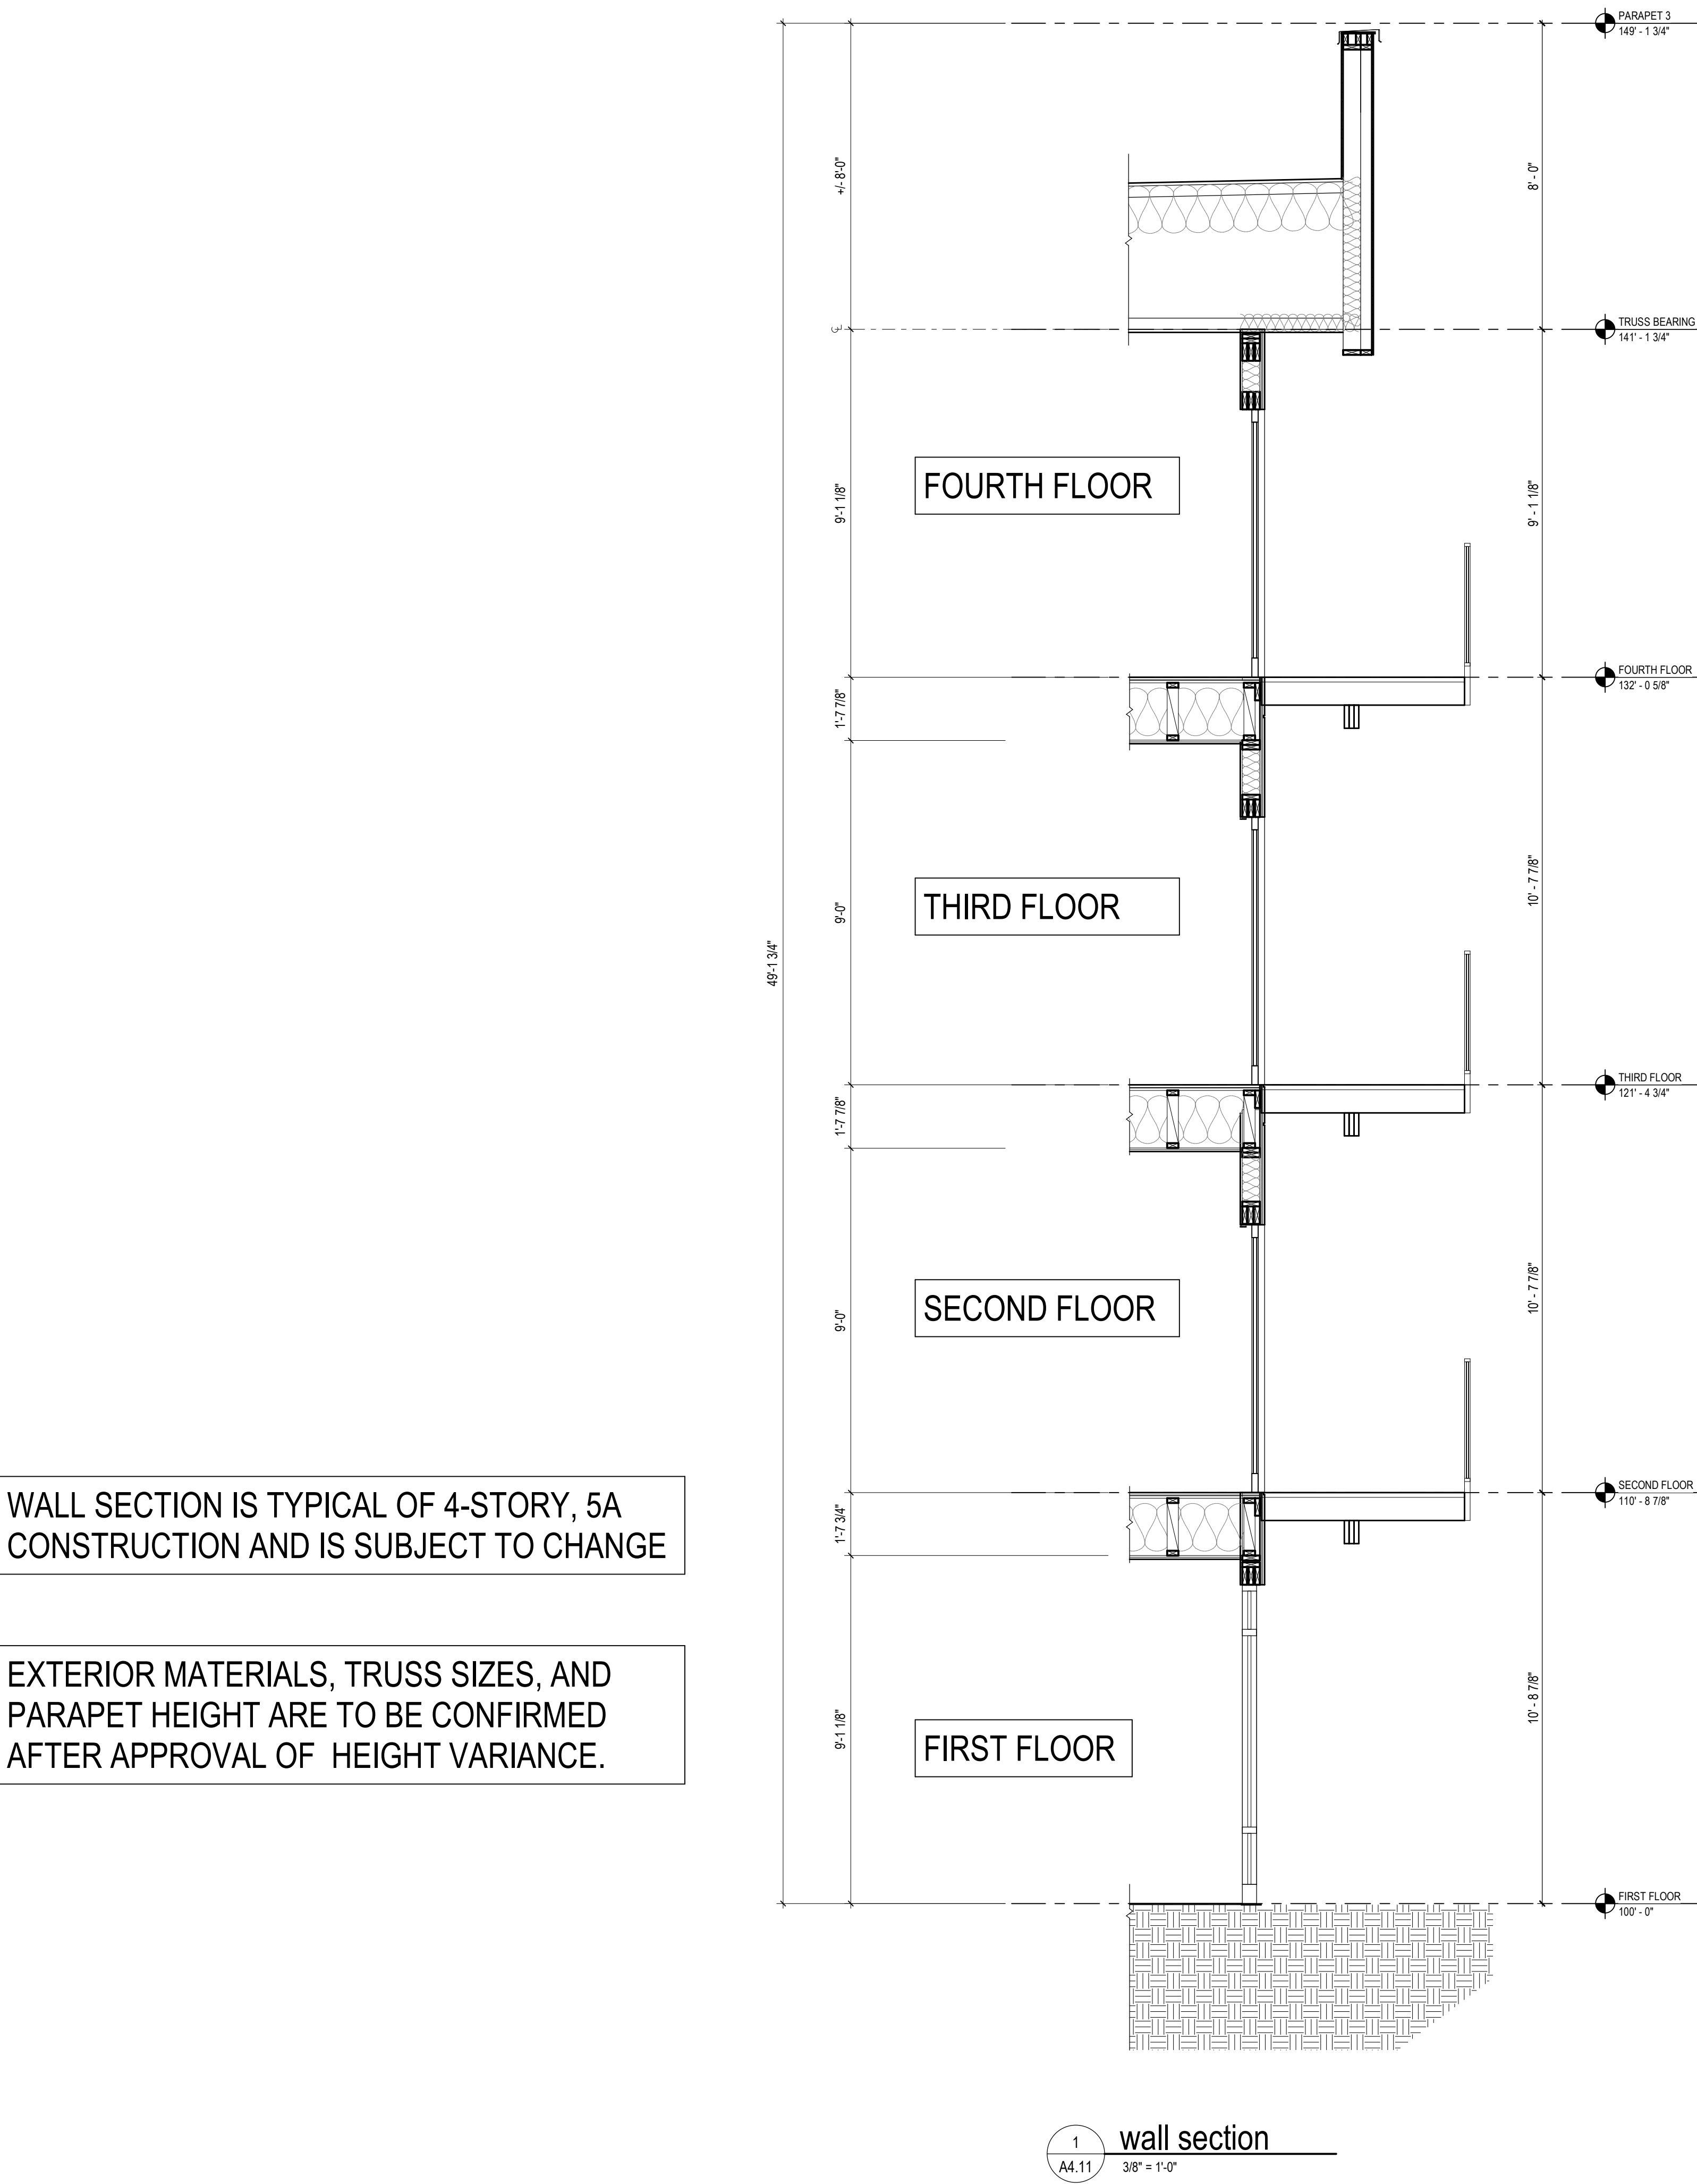 PARAPET 3
149' - 1 3/4"
+/- 8'-0"
8' - 0"
TRUSS BEARING
141' - 1 3/4"
CL
FOURTH FLOOR
9'-1 1/8"
9' - 1 1/8"
FOURTH FLOOR
132' - 0 5/8"
1'-7 7/8"
THIRD FLOOR
9'-0"
10' - 7 7/8"
49'-1 3/4"
THIRD FLOOR
121' - 4 3/4"
1'-7 7/8"
SECOND FLOOR
9'-0"
10' - 7 7/8"
SECOND FLOOR
110' - 8 7/8"
1'-7 3/4"
WALL SECTION IS TYPICAL OF 4-STORY, 5A
CONSTRUCTION AND IS SUBJECT TO CHANGE
EXTERIOR MATERIALS, TRUSS SIZES, AND
PARAPET HEIGHT ARE TO BE CONFIRMED
AFTER APPROVAL OF HEIGHT VARIANCE.
9'-1 1/8"
FIRST FLOOR
10' - 8 7/8"
FIRST FLOOR
100' - 0"
1
A4.11
wall section
3/8" = 1'-0"